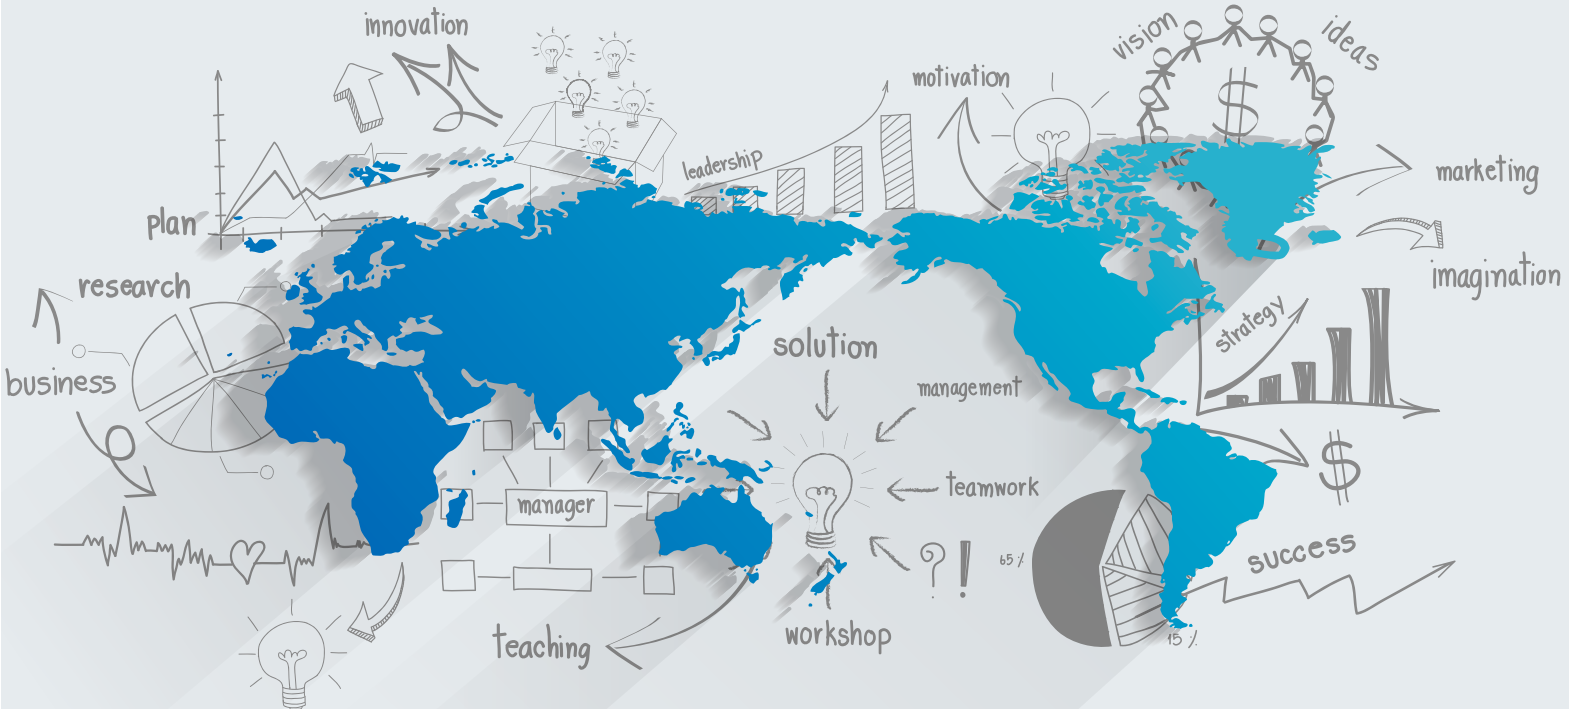 innovation
vision
ideas
motivation
leadership
marketing
plan
imagination
research
strategy
solution
business
management
$
$
teamwork
manager
? !
65 %
success
workshop
teaching
15 %